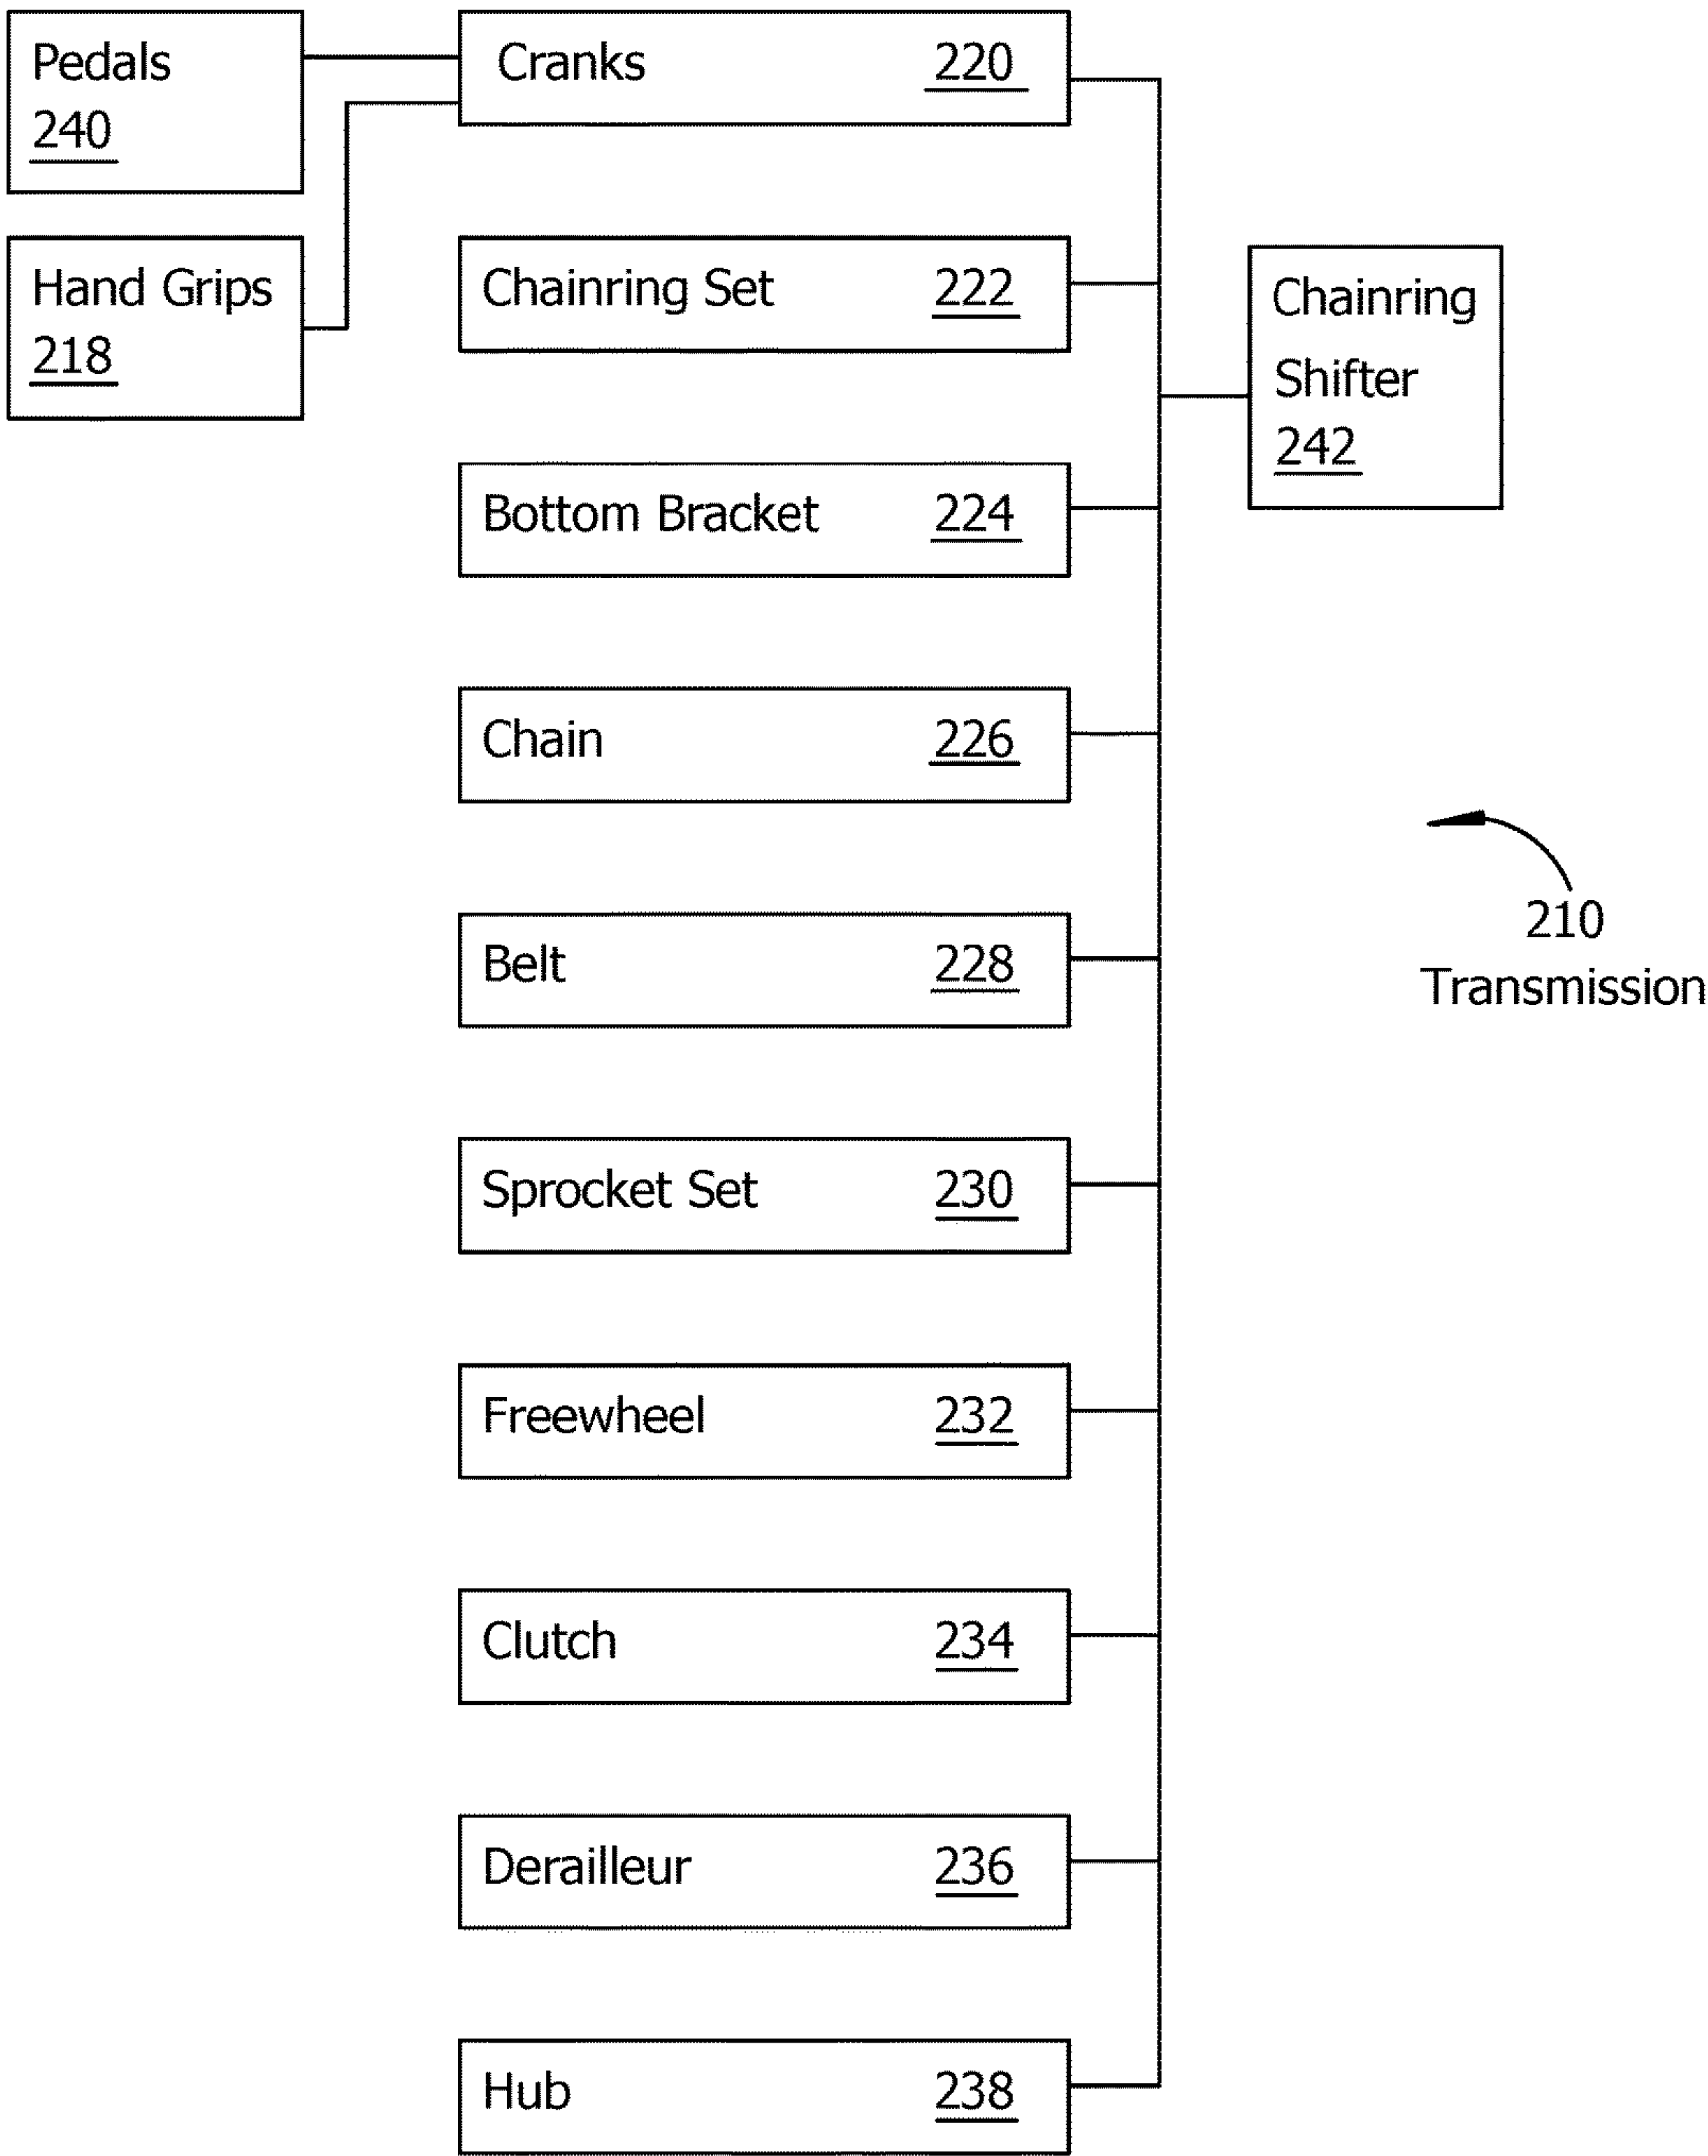 Pedals
240
Cranks 220
Hand Grips
218
Chainring Set 222
Chainring
Shifter
242
Bottom Bracket 224
Chain 226
Belt 228
210
Transmission
Sprocket Set 230
Freewheel 232
Clutch 234
Derailleur 236
Hub 238